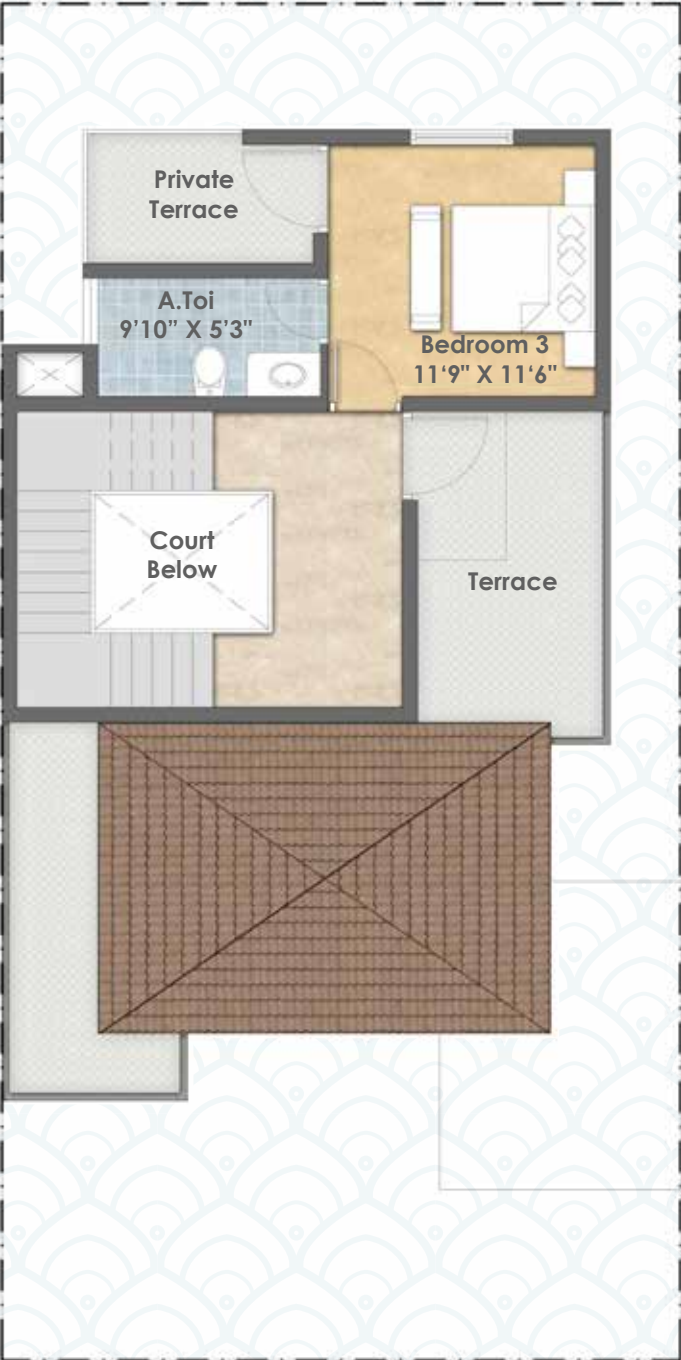 Private
Terrace
A.Toi
9'10” X 5'3"
Bedroom 3
11‘9" X 11‘6"
Court
Below
Terrace